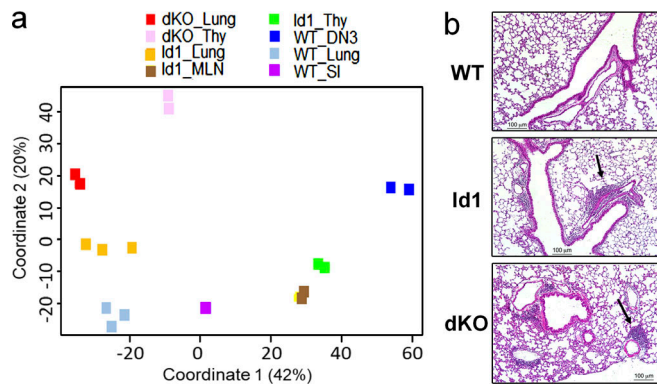 a
dKO_Lung
dKO_Thy
Id1_Lung
Id1_MLN
Id1_Thy
WT_DN3
WT_Lung
WT_SI
Coordinate 2 (20%)
40
30
20
10
0
-10
-20
-20
0
20
40
60
Coordinate 1 (42%)
b
WT
100 µm
Id1
100 µm
dKO
100 µm